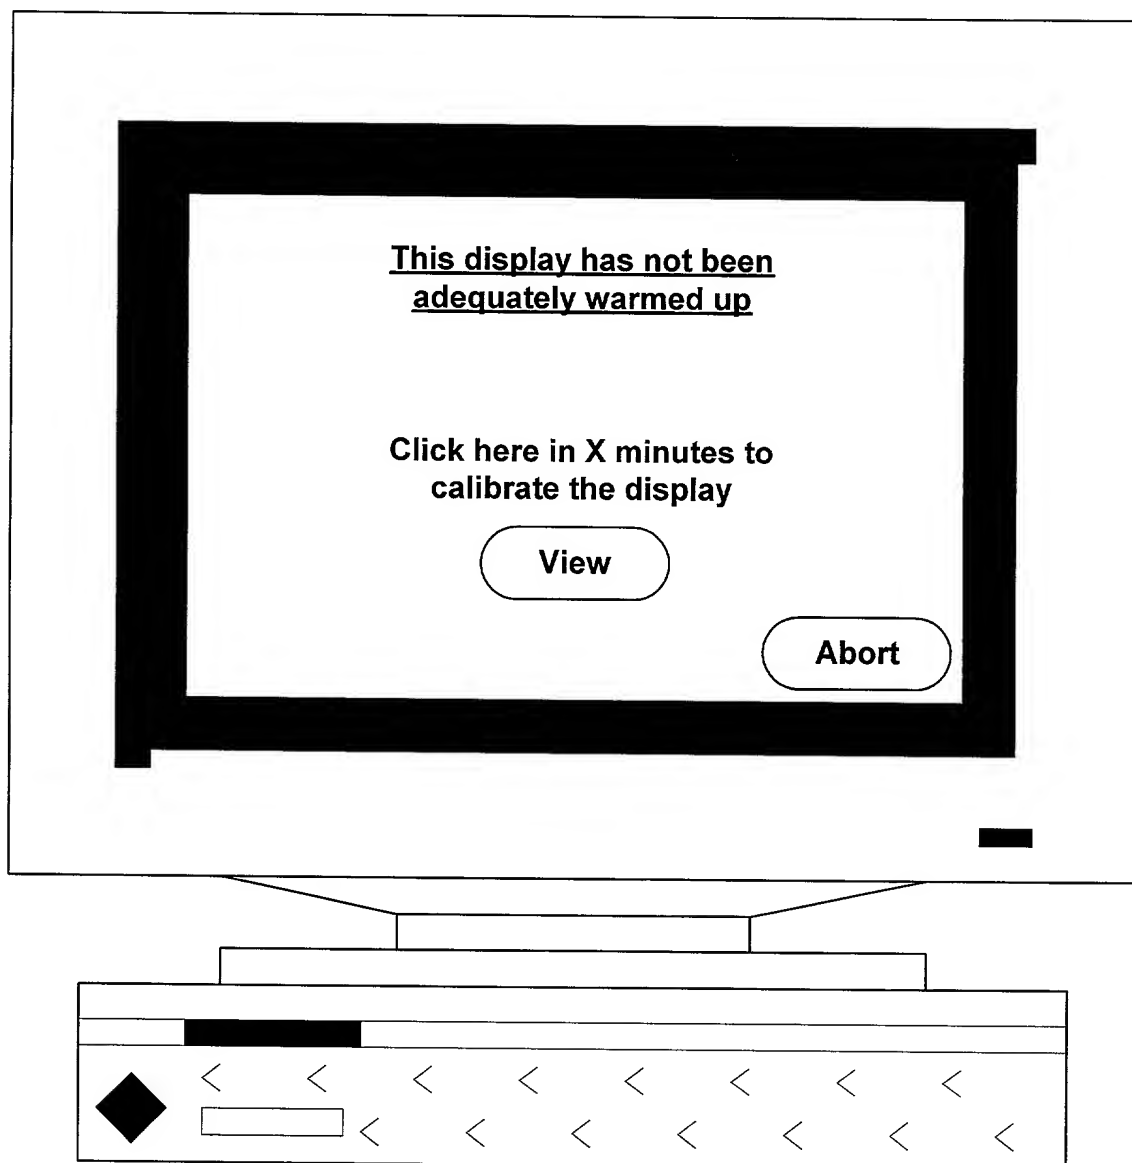 This display has not been
adequately warmed up
Click here in X minutes to
calibrate the display
View
Abort